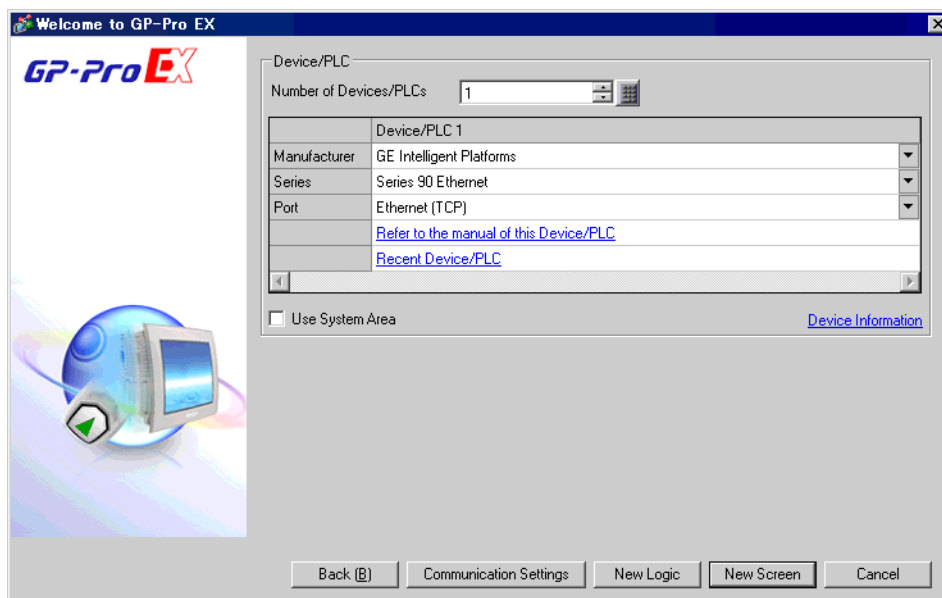 Welcome to GP-Pro EX
GP-Pro EX
Device/PLC
Number of Devices/PLCs 1
Device/PLC 1
Manufacturer GE Intelligent Platforms
Series Series 90 Ethernet
Port Ethernet (TCP)
Refer to the manual of this Device/PLC
Recent Device/PLC
Use System Area Device Information
Back (B) Communication Settings New Logic New Screen Cancel